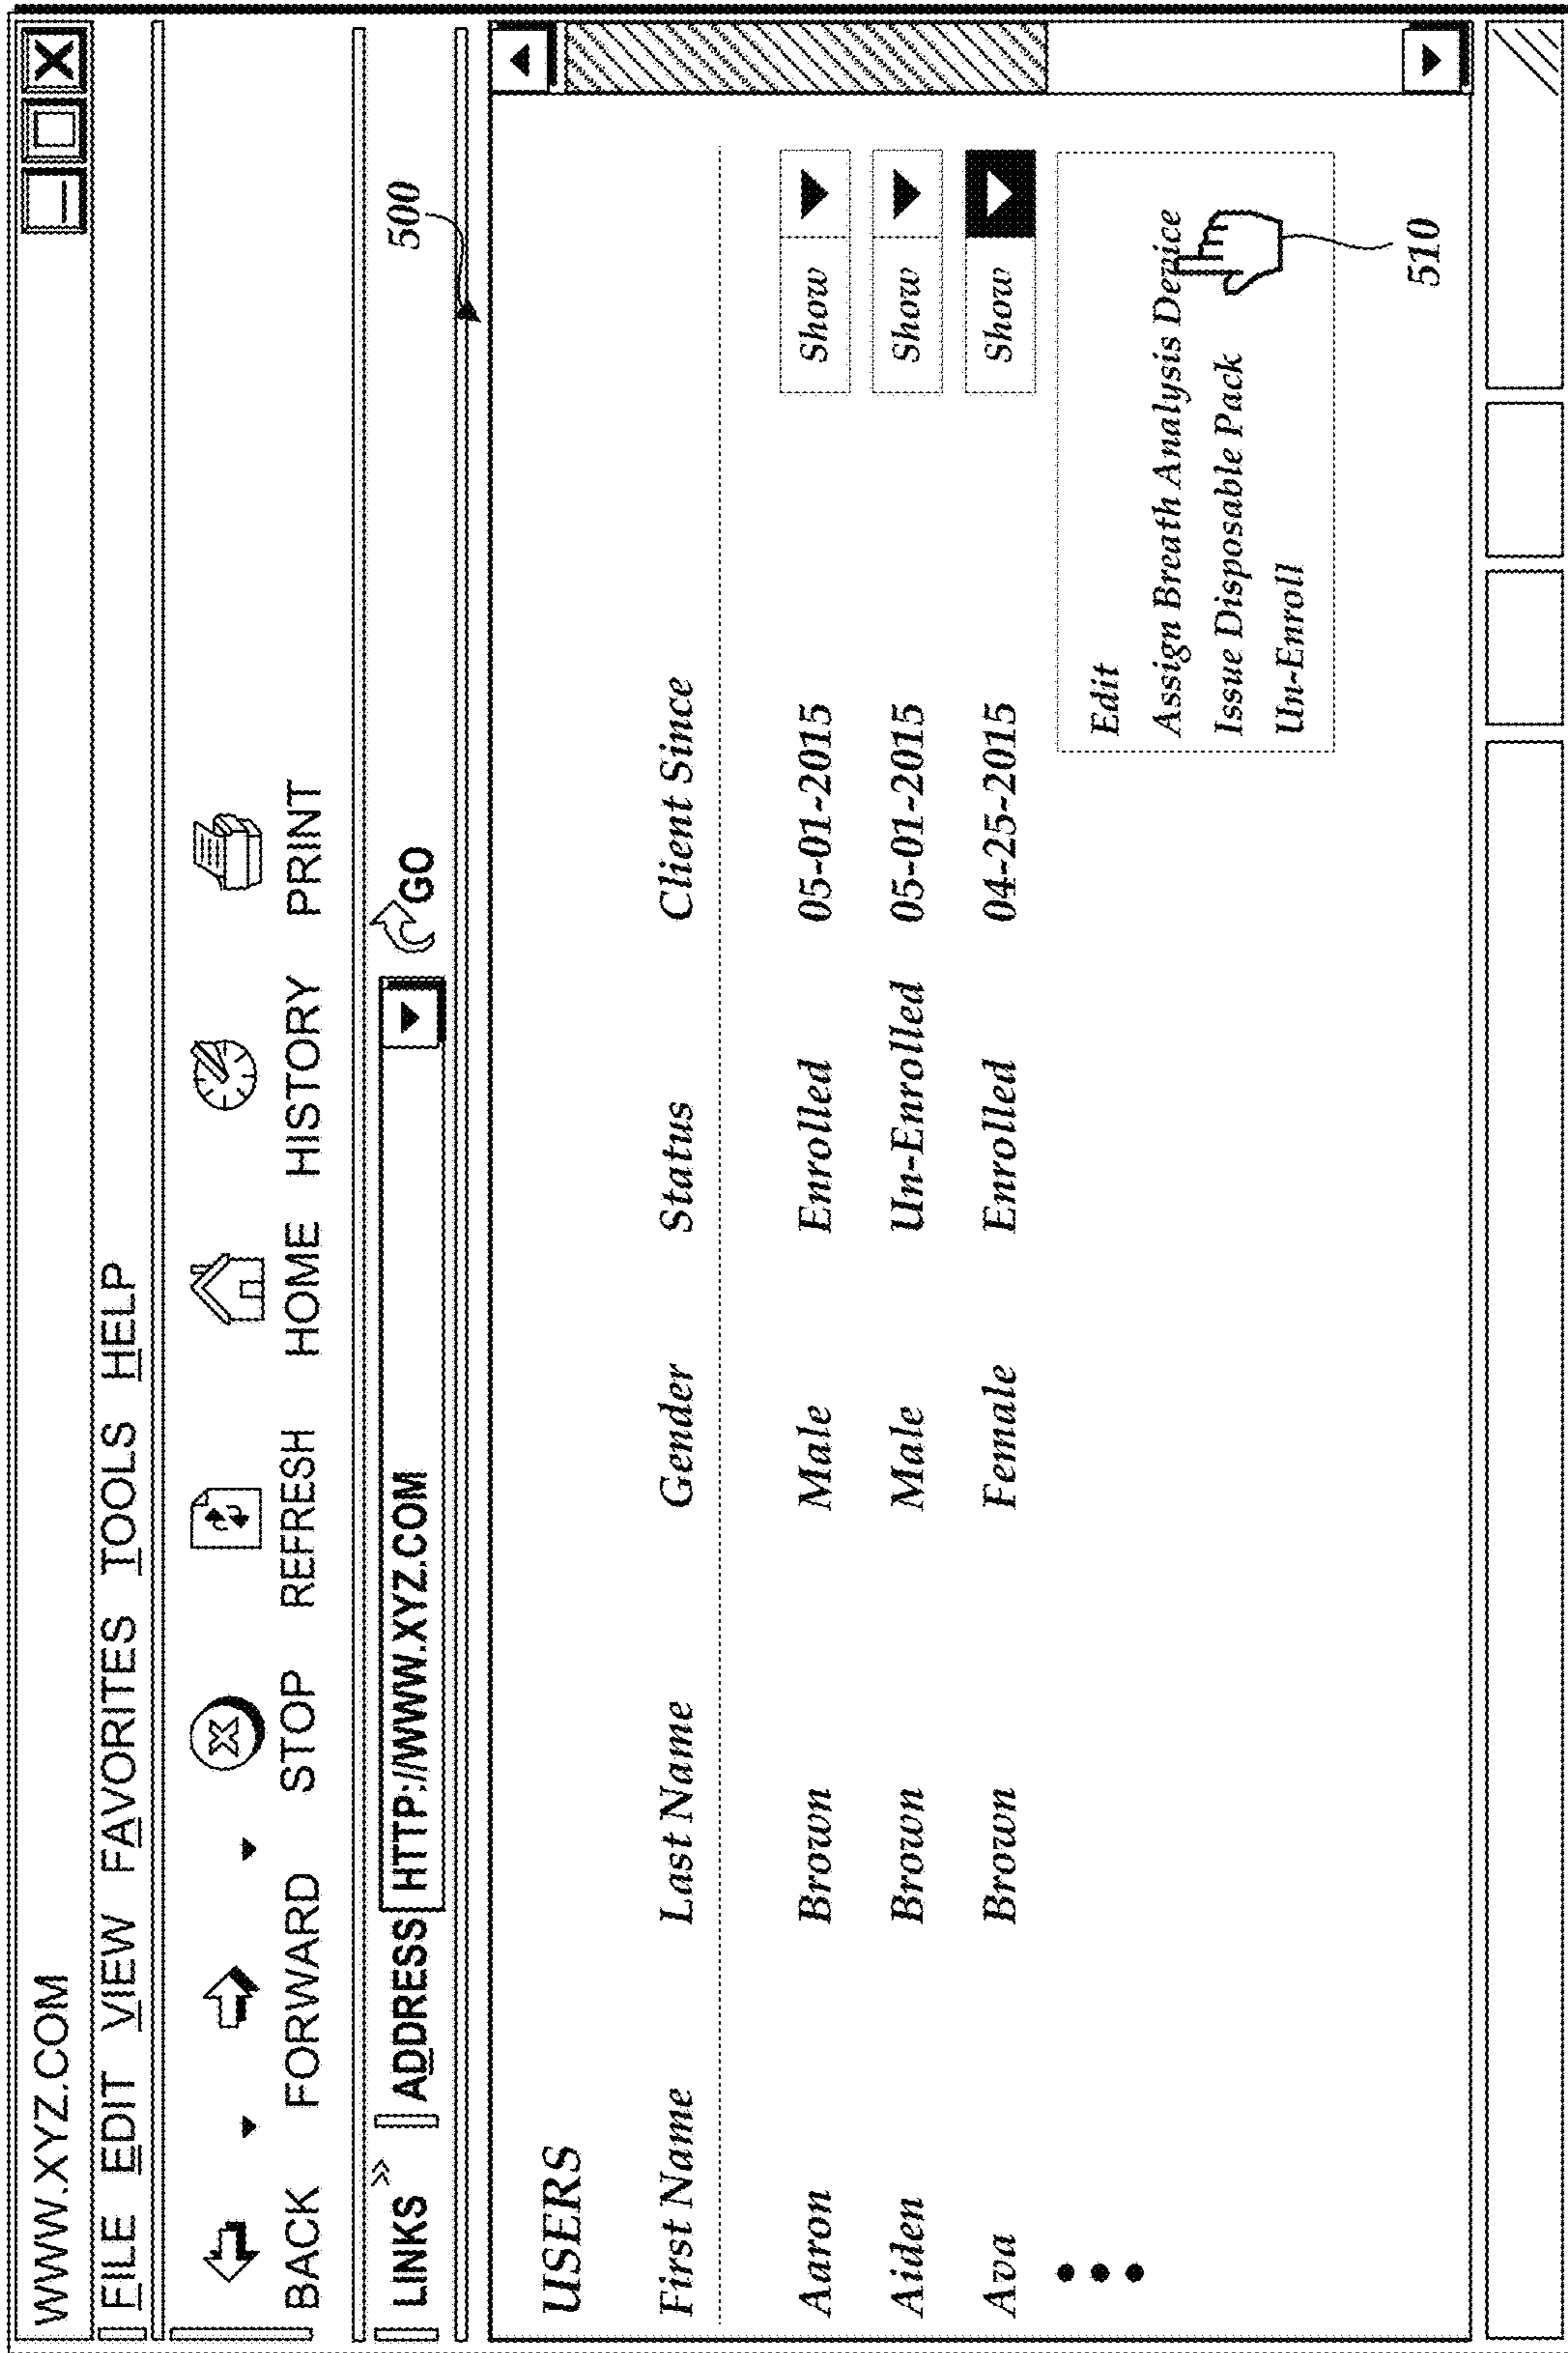 WWW.XYZ.COM
FILE EDIT VIEW FAVORITES TOOLS HELP
BACK FORWARD STOP REFRESH HOME HISTORY PRINT
LINKS » ADDRESS HTTP://WWW.XYZ.COM GO
500
USERS
First Name Last Name Gender Status Client Since
Aaron Brown Male Enrolled 05-01-2015 Show
Aiden Brown Male Un-Enrolled 05-01-2015 Show
Ava Brown Female Enrolled 04-25-2015 Show
Edit
Assign Breath Analysis Device
Issue Disposable Pack
Un-Enroll
510